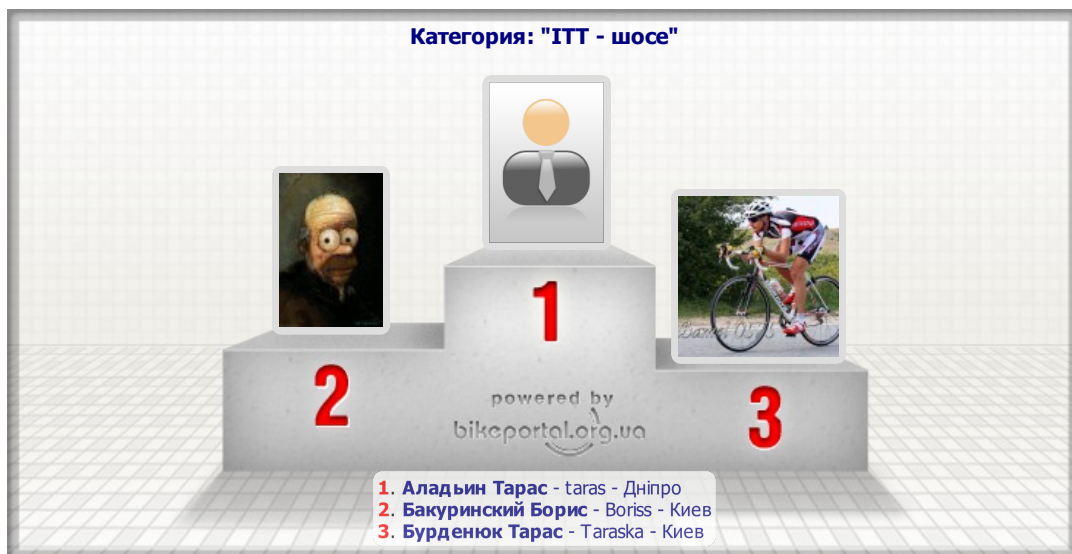 Категория: "ITT - шосе"
1
2
3
powered by
bikeportal.org.ua
1. Аладьин Тарас - taras - Дніпро
2. Бакуринский Борис - Boriss - Киев
3. Бурденюк Тарас - Taraska - Киев